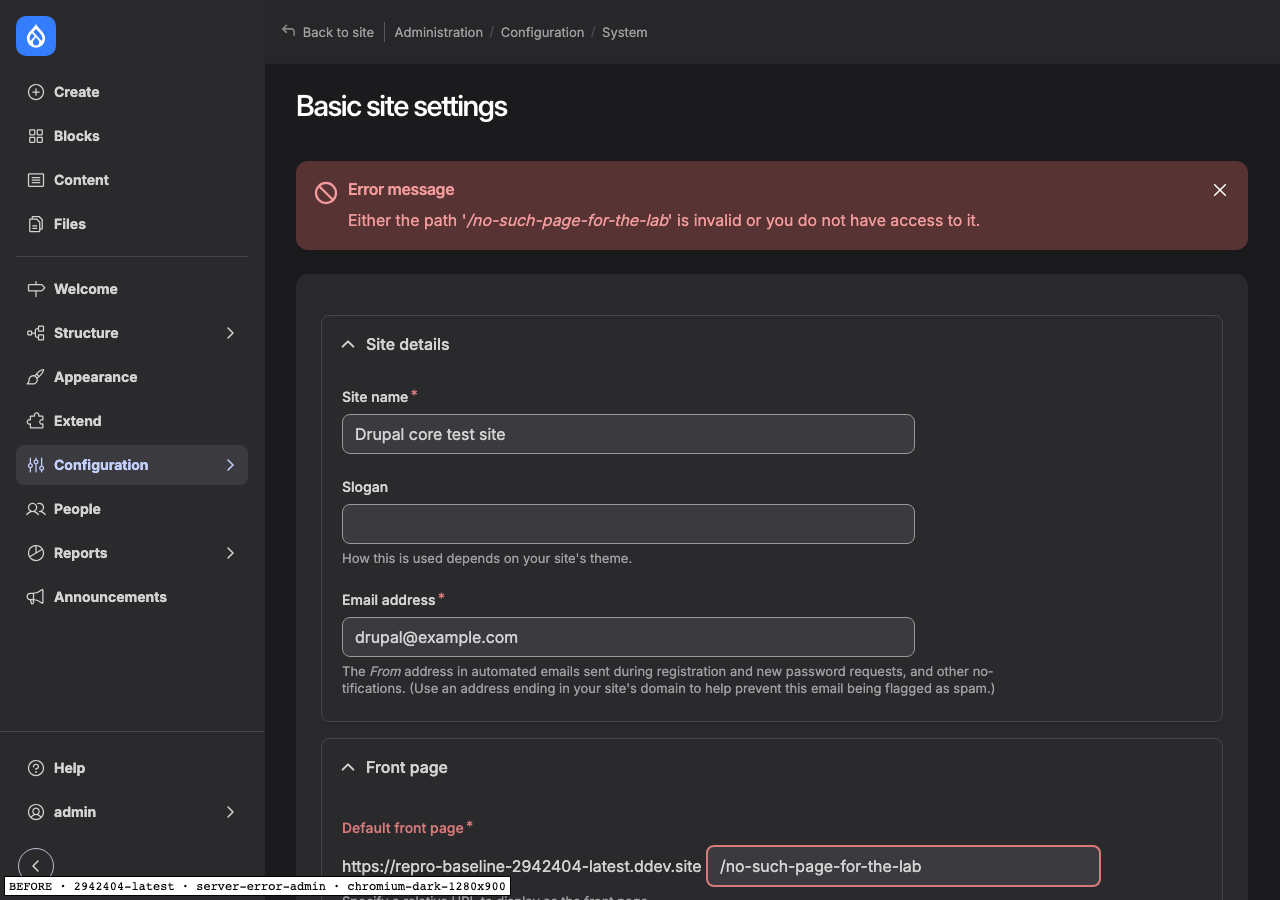 Back to site
Administration / Configuration / System
Create
Blocks
Content
Files
Welcome
Structure
Appearance
Extend
Configuration
People
Reports
Announcements
Help
admin
Basic site settings
Error message
Either the path '/no-such-page-for-the-lab' is invalid or you do not have access to it.
Site details
Site name*
Drupal core test site
Slogan
How this is used depends on your site's theme.
Email address*
drupal@example.com
The From address in automated emails sent during registration and new password requests, and other no-
tifications. (Use an address ending in your site's domain to help prevent this email being flagged as spam.)
Front page
Default front page*
https://repro-baseline-2942404-latest.ddev.site /no-such-page-for-the-lab
BEFORE · 2942404-latest · server-error-admin · chromium-dark-1280x900